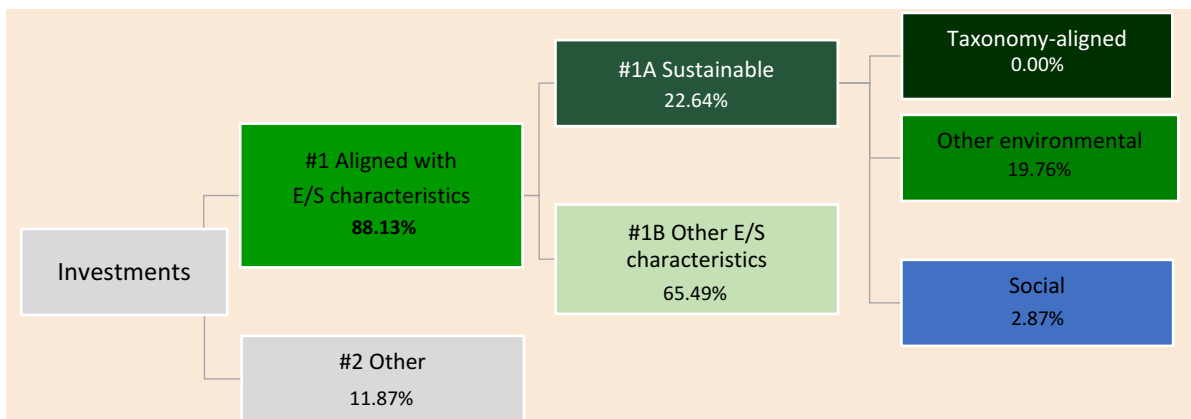 Investments
#1 Aligned with
E/S characteristics
88.13%
#2 Other
11.87%
#1A Sustainable
22.64%
#1B Other E/S
characteristics
65.49%
Taxonomy-aligned
0.00%
Other environmental
19.76%
Social
2.87%